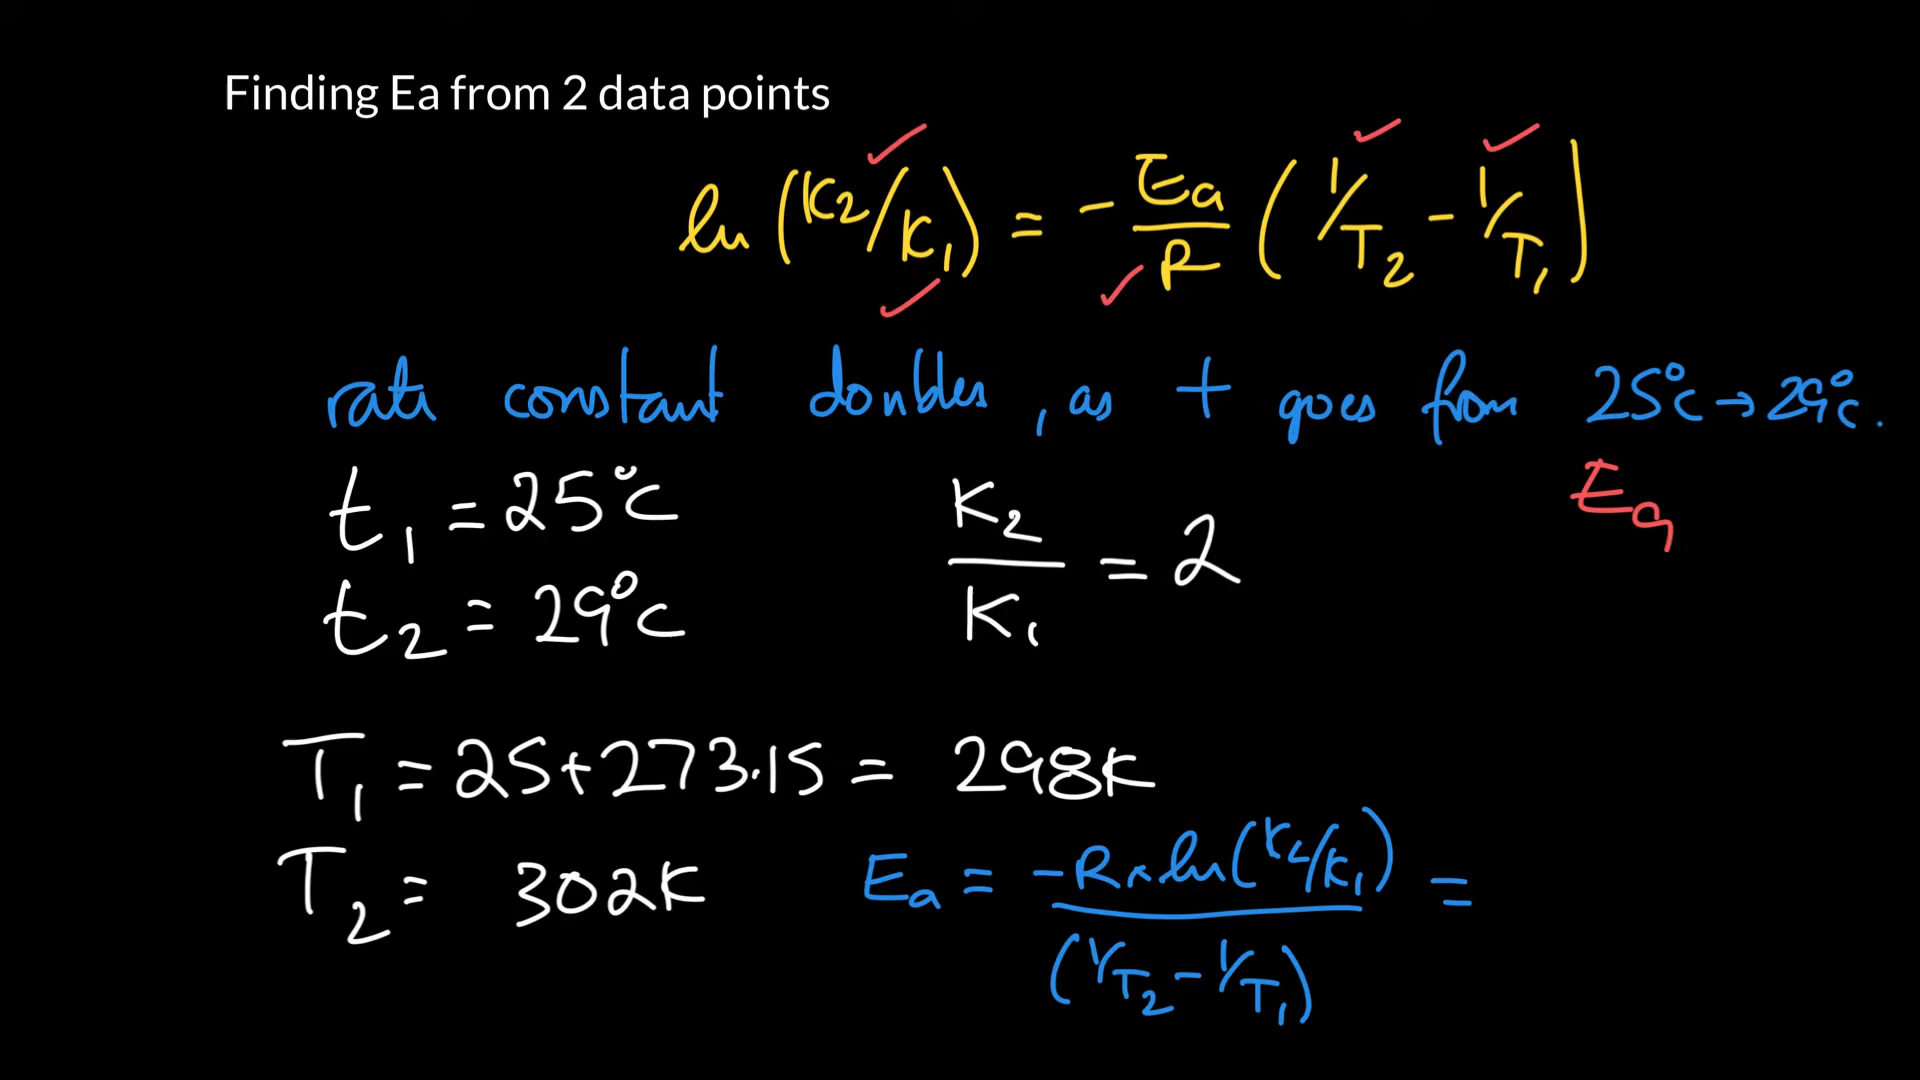 Finding Ea from 2 data points
ln (K2/K1) = - Ea/R (1/T2 - 1/T1)
rate constant doubles, as t goes from 25°C → 29°C.
Ea
t1 = 25°C
t2 = 29°C
K2/K1 = 2
T1 = 25+273.15 = 298K
T2 = 302K
Ea = -R × ln(K2/K1) / (1/T2 - 1/T1) =